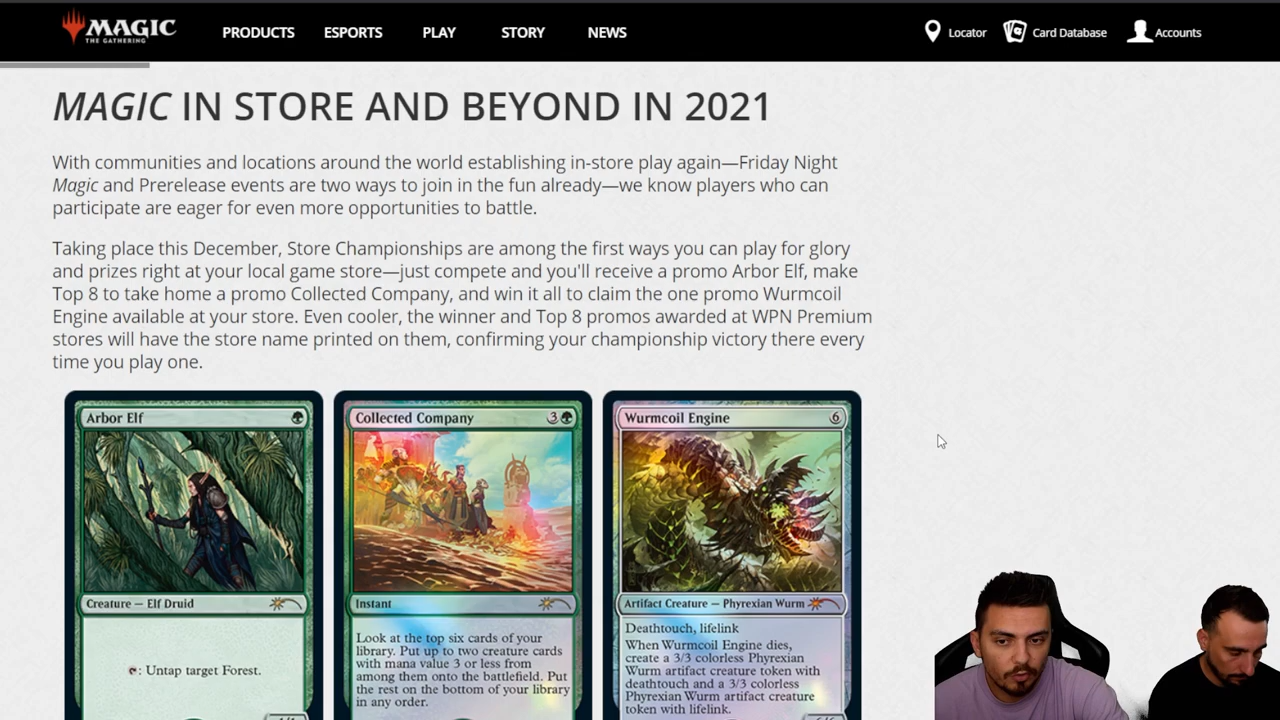 MAGIC
THE GATHERING
PRODUCTS
ESPORTS
PLAY
STORY
NEWS
Locator
Card Database
Accounts
MAGIC IN STORE AND BEYOND IN 2021
With communities and locations around the world establishing in-store play again—Friday Night
Magic and Prerelease events are two ways to join in the fun already—we know players who can
participate are eager for even more opportunities to battle.
Taking place this December, Store Championships are among the first ways you can play for glory
and prizes right at your local game store—just compete and you'll receive a promo Arbor Elf, make
Top 8 to take home a promo Collected Company, and win it all to claim the one promo Wurmcoil
Engine available at your store. Even cooler, the winner and Top 8 promos awarded at WPN Premium
stores will have the store name printed on them, confirming your championship victory there every
time you play one.
Arbor Elf
Creature — Elf Druid
: Untap target Forest.
Collected Company 3
Instant
Look at the top six cards of your
library. Put up to two creature cards
with mana value 3 or less from
among them onto the battlefield. Put
the rest on the bottom of your library
in any order.
Wurmcoil Engine 6
Artifact Creature — Phyrexian Wurm
Deathtouch, lifelink
When Wurmcoil Engine dies,
create a 3/3 colorless Phyrexian
Wurm artifact creature token with
deathtouch and a 3/3 colorless
Phyrexian Wurm artifact creature
token with lifelink.